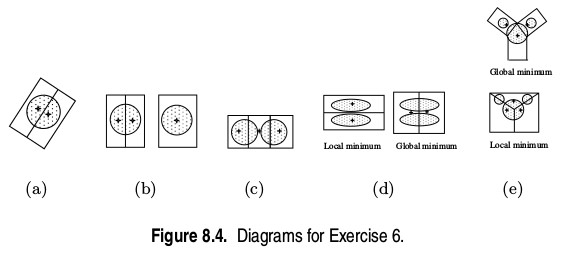 Global minimum
Local minimum Global minimum Local minimum
(a) (b) (c) (d) (e)
Figure 8.4. Diagrams for Exercise 6.